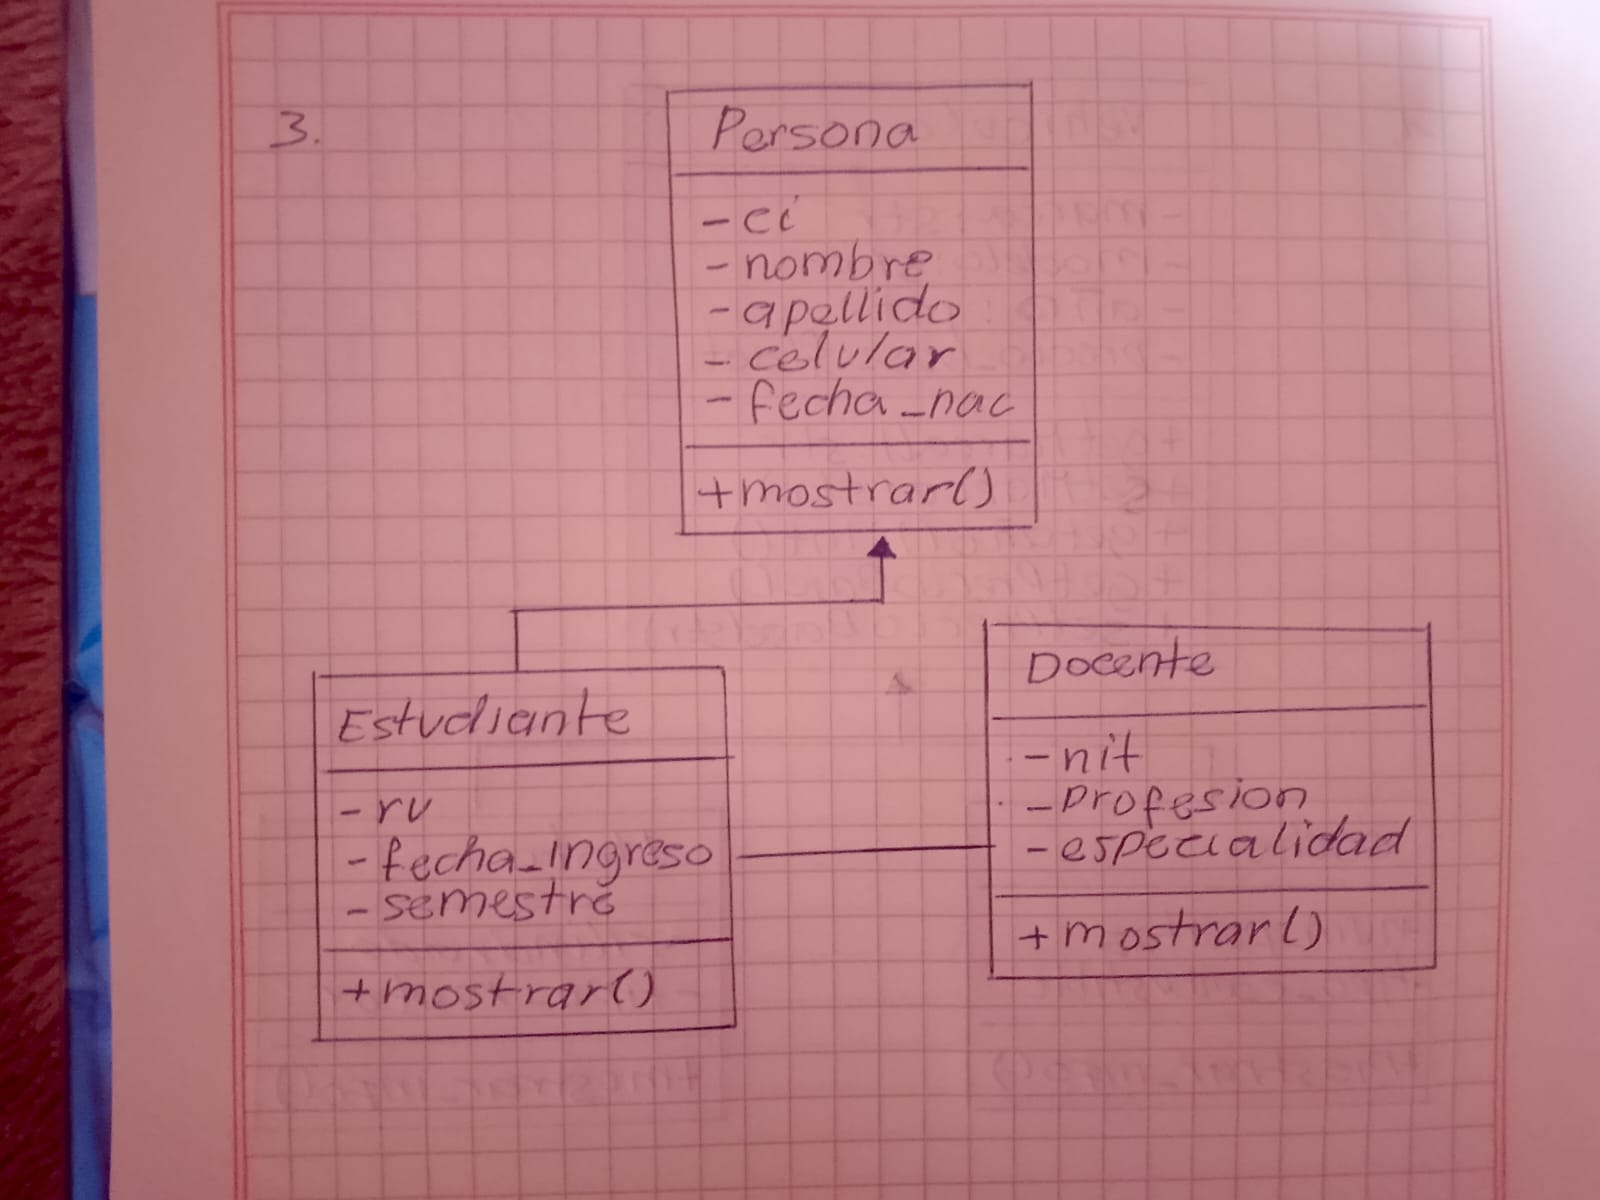 3.
Persona
- ci
- nombre
- apellido
- celular
- fecha_nac
+mostrar()
Estudiante
- ru
- fecha_ingreso
- semestre
+mostrar()
Docente
- nit
- profesion
- especialidad
+ mostrar()